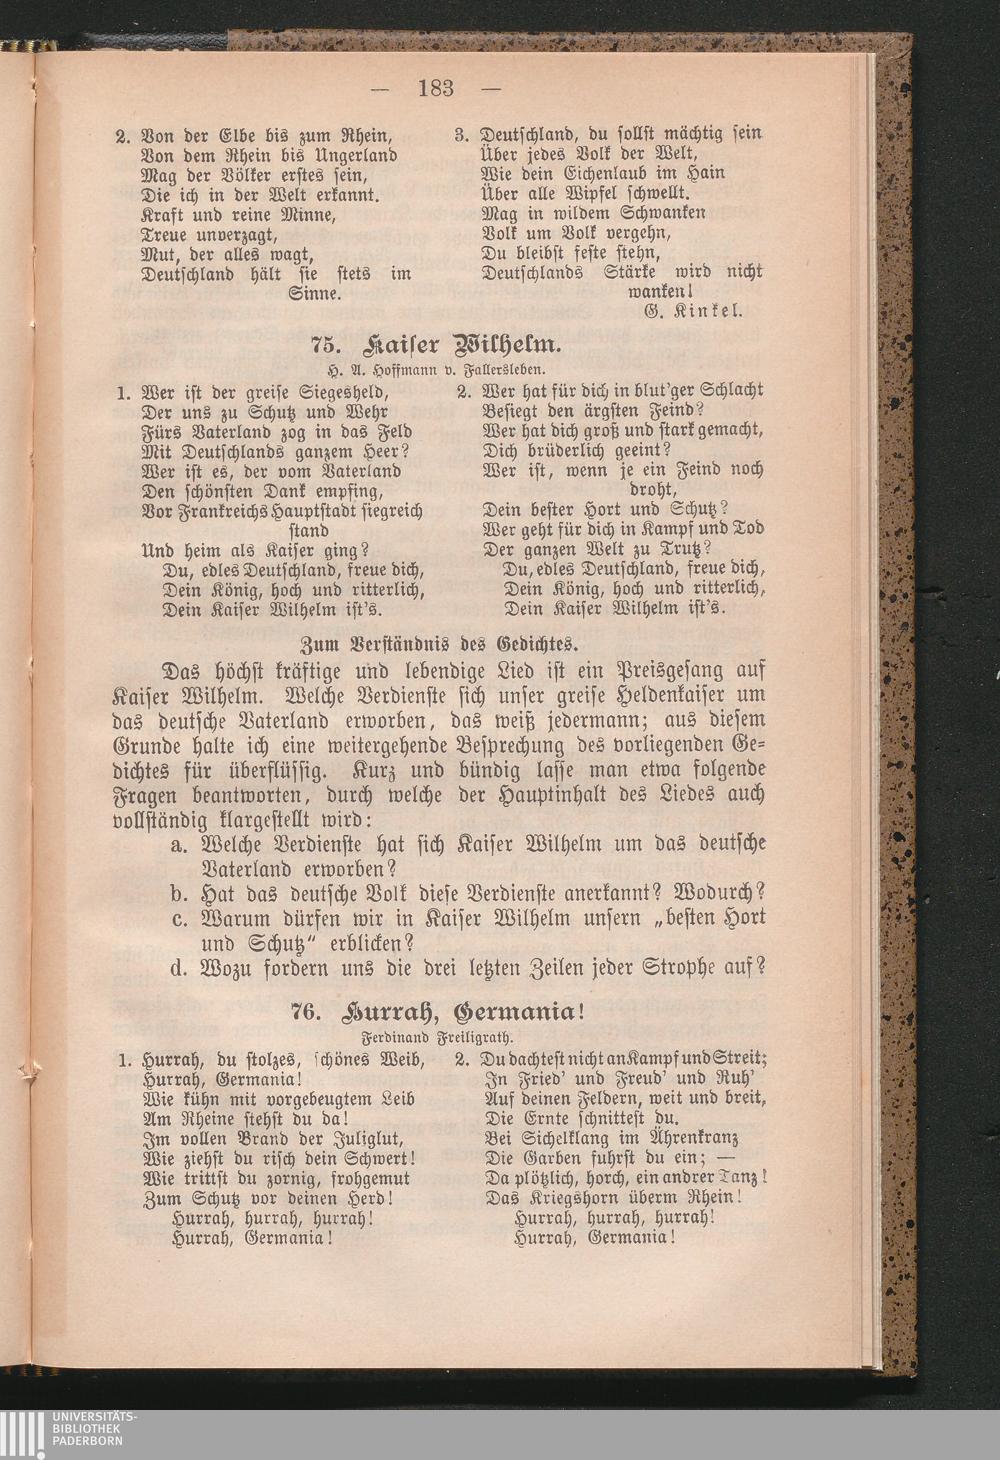 — 183 —
2. Von der Elbe bis zum Rhein,
Von dem Rhein bis Ungerland
Mag der Völker erstes sein,
Die ich in der Welt erkannt.
Kraft und reine Minne,
Treue unverzagt,
Mut, der alles wagt,
Deutschland hält sie stets im
Sinne.
3. Deutschland, du sollst mächtig sein
Über jedes Volk der Welt,
Wie dein Eichenlaub im Hain
Über alle Wipfel schwellt.
Mag in wildem Schwanken
Volk um Volk vergehn,
Du bleibst feste stehn,
Deutschlands Stärke wird nicht
wanken!
G. Kinkel.
75. Kaiser Wilhelm.
H. A. Hoffmann v. Fallersleben.
1. Wer ist der greise Siegesheld,
Der uns zu Schutz und Wehr
Fürs Vaterland zog in das Feld
Mit Deutschlands ganzem Heer?
Wer ist es, der vom Vaterland
Den schönsten Dank empfing,
Vor Frankreichs Hauptstadt siegreich
stand
Und heim als Kaiser ging?
Du, edles Deutschland, freue dich,
Dein König, hoch und ritterlich,
Dein Kaiser Wilhelm ist's.
2. Wer hat für dich in blut'ger Schlacht
Besiegt den ärgsten Feind?
Wer hat dich groß und stark gemacht,
Dich brüderlich geeint?
Wer ist, wenn je ein Feind noch
droht,
Dein bester Hort und Schutz?
Wer geht für dich in Kampf und Tod
Der ganzen Welt zu Trutz?
Du, edles Deutschland, freue dich,
Dein König, hoch und ritterlich,
Dein Kaiser Wilhelm ist's.
Zum Verständnis des Gedichtes.
Das höchst kräftige und lebendige Lied ist ein Preisgesang auf
Kaiser Wilhelm. Welche Verdienste sich unser greise Heldenkaiser um
das deutsche Vaterland erworben, das weiß jedermann; aus diesem
Grunde halte ich eine weitergehende Besprechung des vorliegenden Ge=
dichtes für überflüssig. Kurz und bündig lasse man etwa folgende
Fragen beantworten, durch welche der Hauptinhalt des Liedes auch
vollständig klargestellt wird:
a. Welche Verdienste hat sich Kaiser Wilhelm um das deutsche
Vaterland erworben?
b. Hat das deutsche Volk diese Verdienste anerkannt? Wodurch?
c. Warum dürfen wir in Kaiser Wilhelm unsern „besten Hort
und Schutz“ erblicken?
d. Wozu fordern uns die drei letzten Zeilen jeder Strophe auf?
76. Hurrah, Germania!
Ferdinand Freiligrath.
1. Hurrah, du stolzes, schönes Weib,
Hurrah, Germania!
Wie kühn mit vorgebeugtem Leib
Am Rheine stehst du da!
Im vollen Brand der Juliglut,
Wie ziehst du risch dein Schwert!
Wie trittst du zornig, frohgemut
Zum Schutz vor deinen Herd!
Hurrah, hurrah, hurrah!
Hurrah, Germania!
2. Du dachtest nicht an Kampf und Streit;
In Fried' und Freud' und Ruh'
Auf deinen Feldern, weit und breit,
Die Ernte schnittest du.
Bei Sichelklang im Ährenkranz
Die Garben fuhrst du ein; —
Da plötzlich, horch, ein andrer Tanz!
Das Kriegshorn überm Rhein!
Hurrah, hurrah, hurrah!
Hurrah, Germania!
UNIVERSITÄTS-
BIBLIOTHEK
PADERBORN